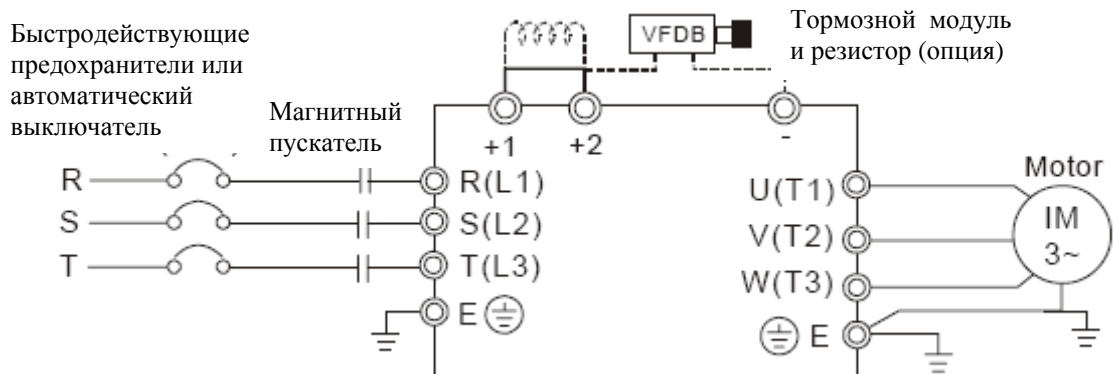 Быстродействующие
предохранители или
автоматический
выключатель
Магнитный
пускатель
VFDB
Тормозной модуль
и резистор (опция)
+1
+2
-
R
R(L1)
S
S(L2)
T
T(L3)
E
U(T1)
V(T2)
W(T3)
E
Motor
IM
3~